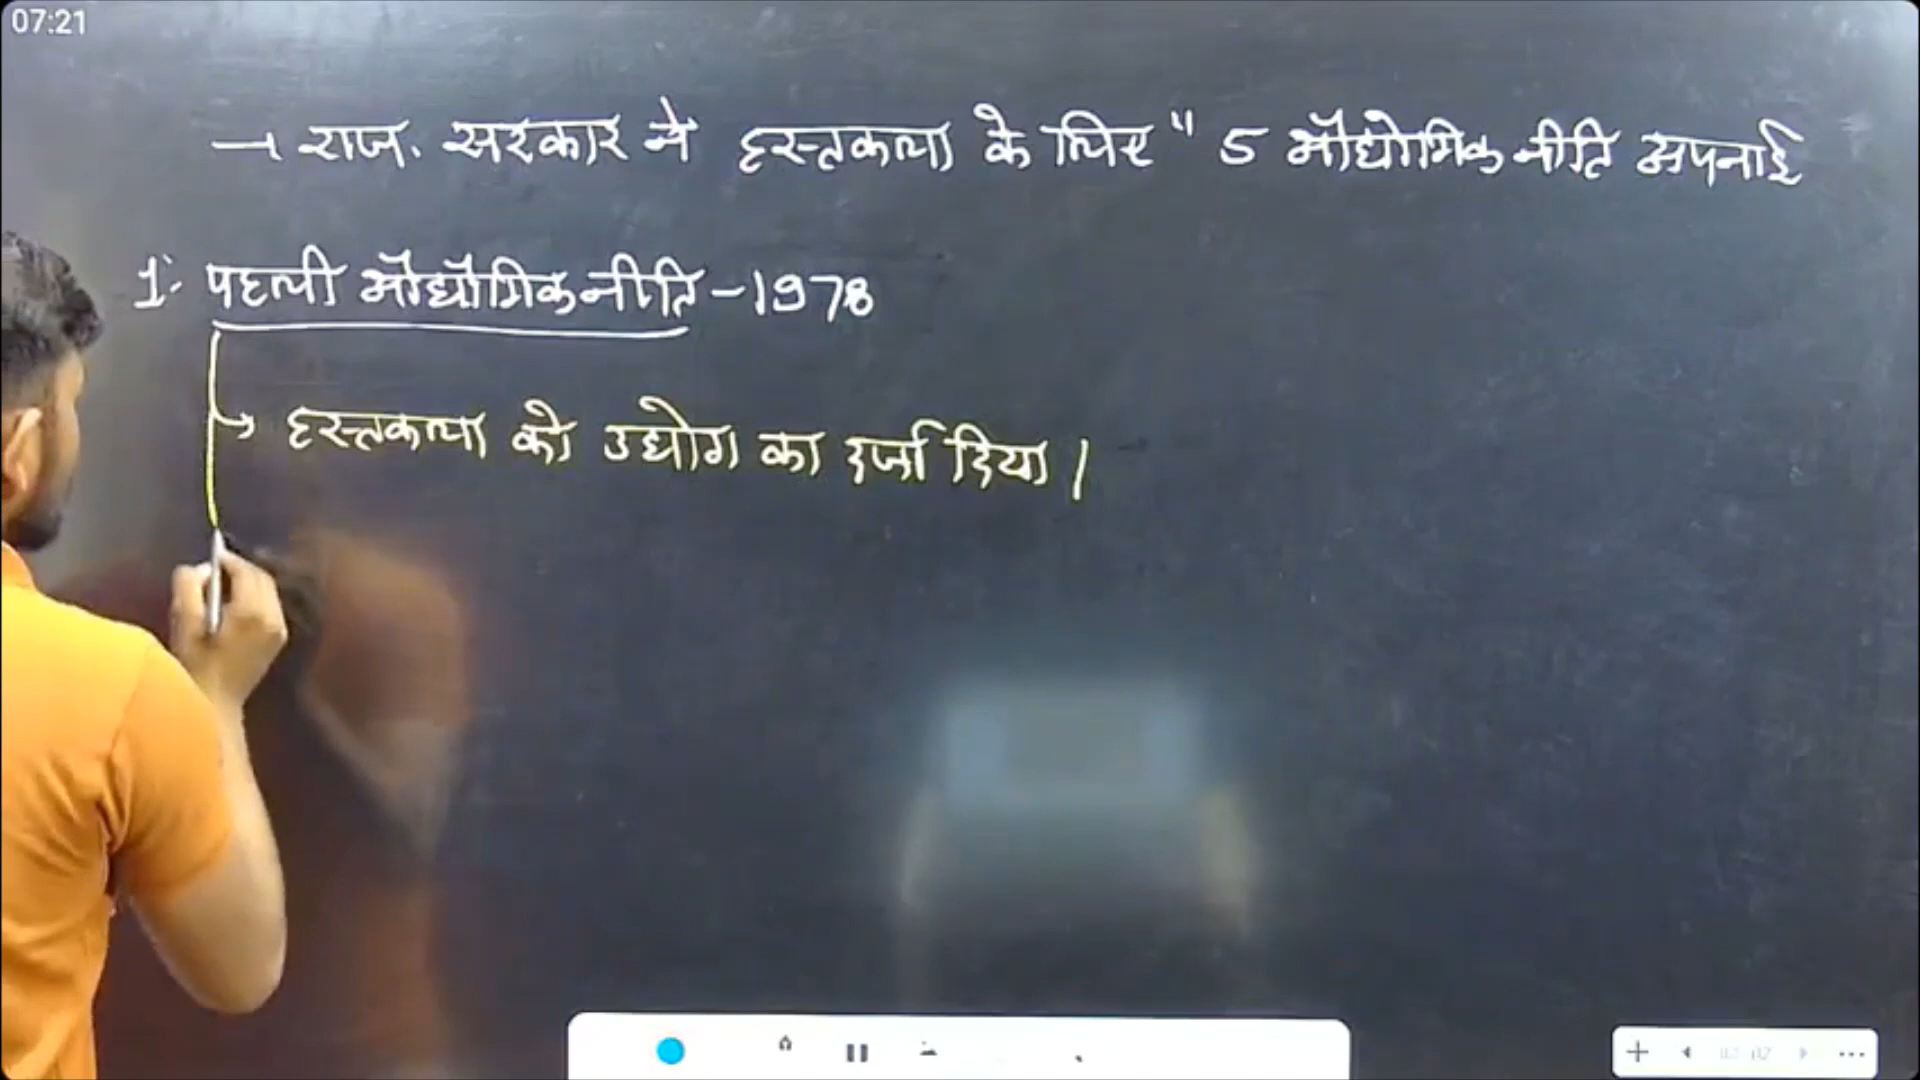 07:21
→ राज. सरकार ने हस्तकला के लिए " 5 औद्योगिक नीति अपनाई
1. पहली औद्योगिक नीति - 1978
→ हस्तकला को उद्योग का दर्जा दिया |